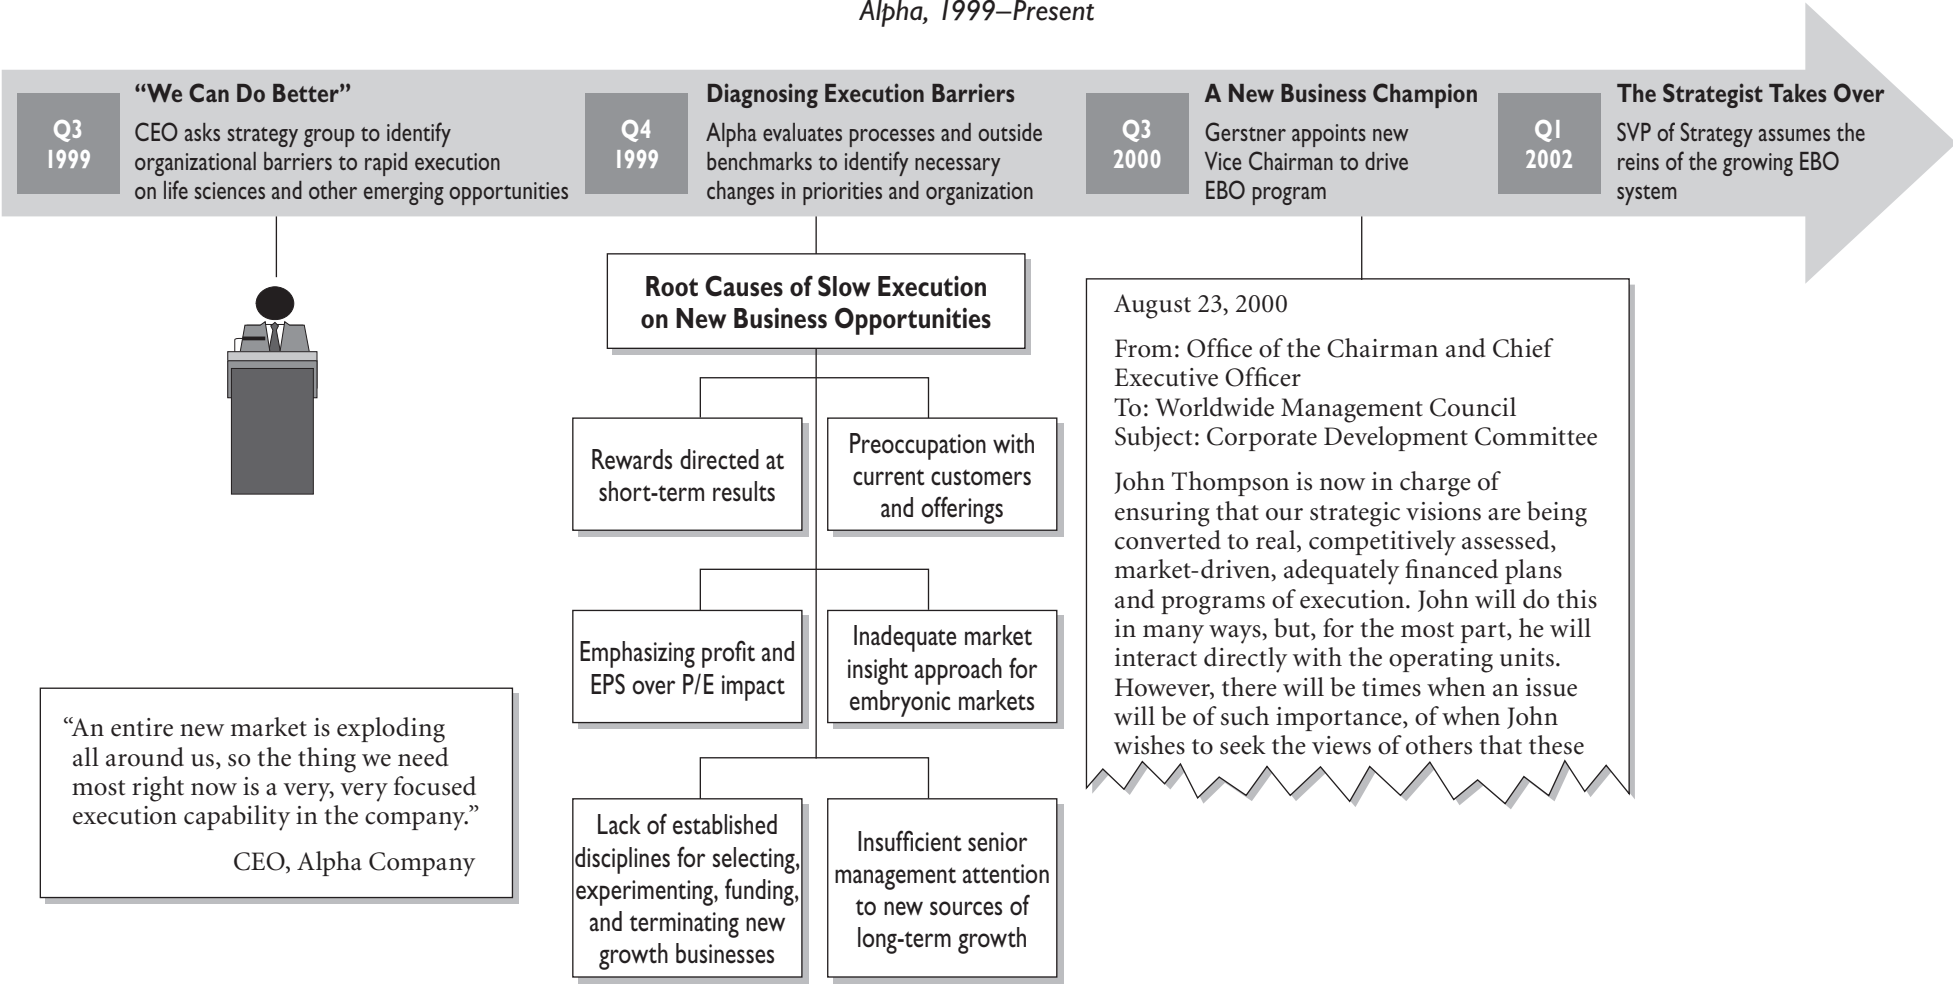 Alpha, 1999–Present
Q3
1999
“We Can Do Better”
CEO asks strategy group to identify
organizational barriers to rapid execution
on life sciences and other emerging opportunities
Q4
1999
Diagnosing Execution Barriers
Alpha evaluates processes and outside
benchmarks to identify necessary
changes in priorities and organization
Q3
2000
A New Business Champion
Gerstner appoints new
Vice Chairman to drive
EBO program
Q1
2002
The Strategist Takes Over
SVP of Strategy assumes the
reins of the growing EBO
system
“An entire new market is exploding
all around us, so the thing we need
most right now is a very, very focused
execution capability in the company.”
CEO, Alpha Company
Root Causes of Slow Execution
on New Business Opportunities
Rewards directed at
short-term results
Preoccupation with
current customers
and offerings
Emphasizing profit and
EPS over P/E impact
Inadequate market
insight approach for
embryonic markets
Lack of established
disciplines for selecting,
experimenting, funding,
and terminating new
growth businesses
Insufficient senior
management attention
to new sources of
long-term growth
August 23, 2000
From: Office of the Chairman and Chief
Executive Officer
To: Worldwide Management Council
Subject: Corporate Development Committee
John Thompson is now in charge of
ensuring that our strategic visions are being
converted to real, competitively assessed,
market-driven, adequately financed plans
and programs of execution. John will do this
in many ways, but, for the most part, he will
interact directly with the operating units.
However, there will be times when an issue
will be of such importance, of when John
wishes to seek the views of others that these